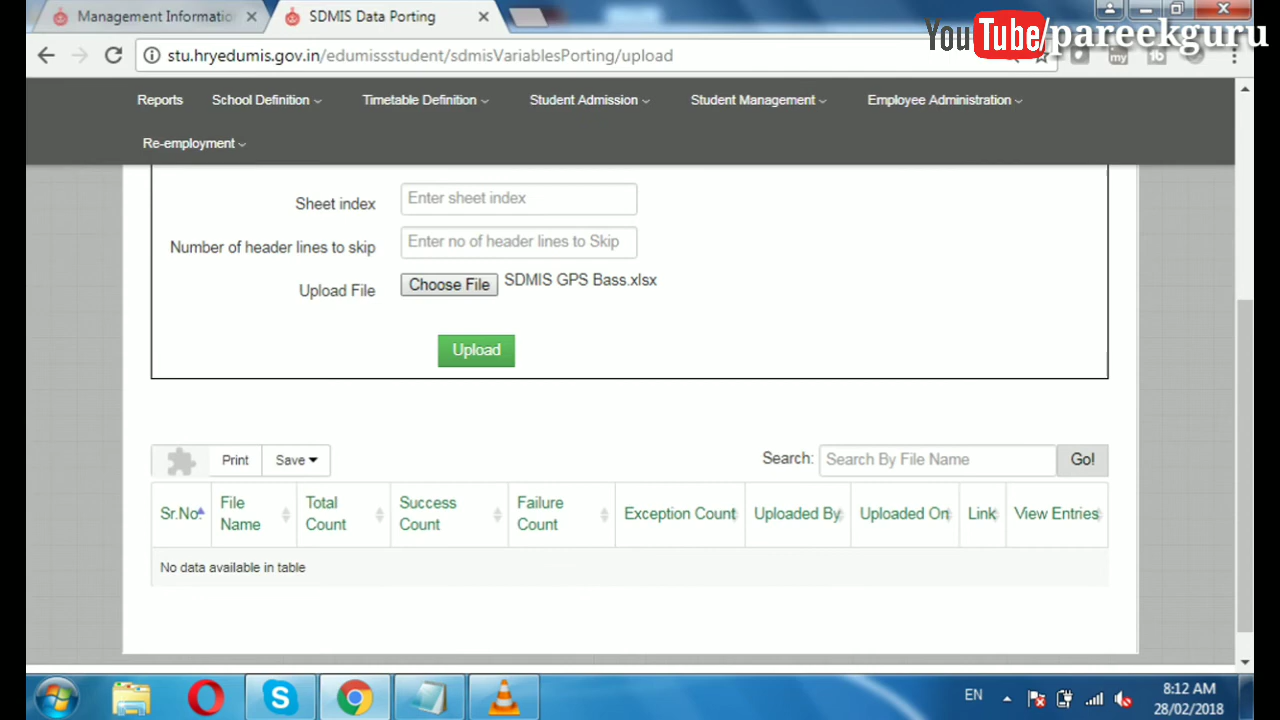 Management Informatio
SDMIS Data Porting
YouTube/pareekguru
stu.hryedumis.gov.in/edumissstudent/sdmisVariablesPorting/upload
Reports School Definition Timetable Definition Student Admission Student Management Employee Administration
Re-employment
Sheet index Enter sheet index
Number of header lines to skip Enter no of header lines to Skip
Upload File Choose File SDMIS GPS Bass.xlsx
Upload
Print Save Search: Search By File Name Go!
Sr.No. File Name Total Count Success Count Failure Count Exception Count Uploaded By Uploaded On Link View Entries
No data available in table
EN
8:12 AM
28/02/2018